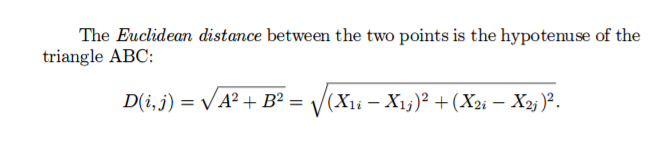 The Euclidean distance between the two points is the hypotenuse of the
triangle ABC:
D(i,j) = √A² + B² = √(X₁ᵢ − X₁ⱼ)² + (X₂ᵢ − X₂ⱼ)².